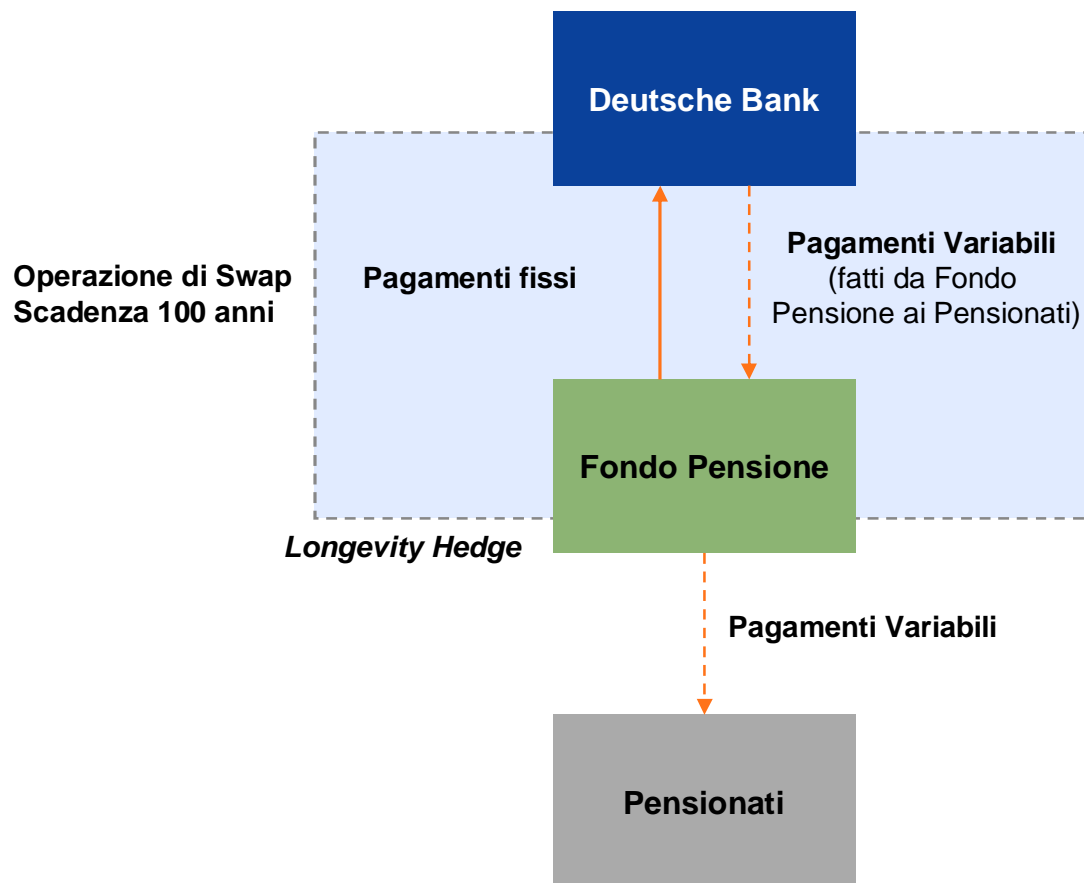 Deutsche Bank
Operazione di Swap
Scadenza 100 anni
Pagamenti fissi
Pagamenti Variabili
(fatti da Fondo
Pensione ai Pensionati)
Fondo Pensione
Longevity Hedge
Pagamenti Variabili
Pensionati